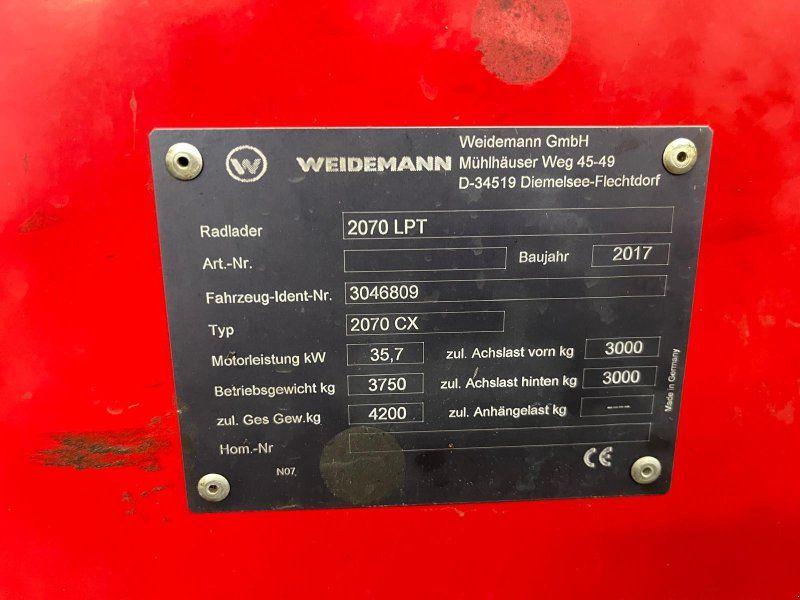 W WEIDEMANN
Weidemann GmbH
Mühlhäuser Weg 45-49
D-34519 Diemelsee-Flechtdorf
Radlader 2070 LPT
Art.-Nr. Baujahr 2017
Fahrzeug-Ident-Nr. 3046809
Typ 2070 CX
Motorleistung kW 35,7 zul. Achslast vorn kg 3000
Betriebsgewicht kg 3750 zul. Achslast hinten kg 3000
zul. Ges Gew.kg 4200 zul. Anhängelast kg -----
Hom.-Nr
N07
CE
Made in Germany